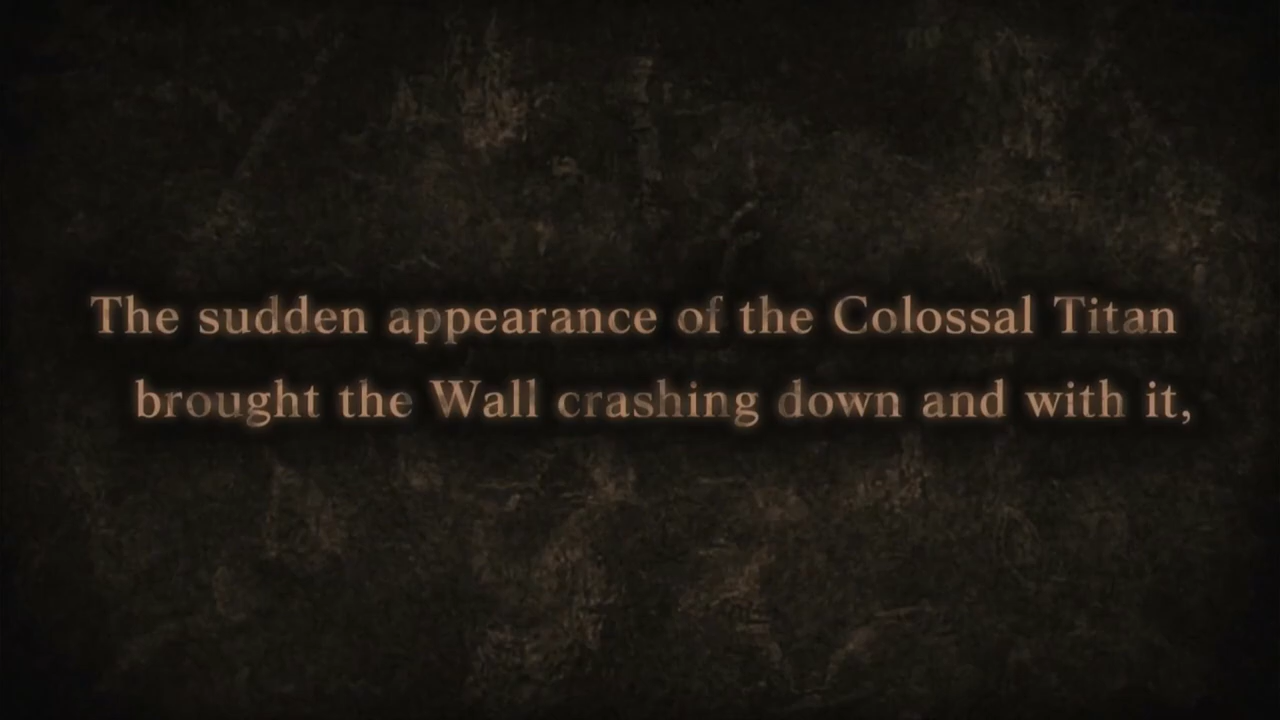 The sudden appearance of the Colossal Titan
brought the Wall crashing down and with it,